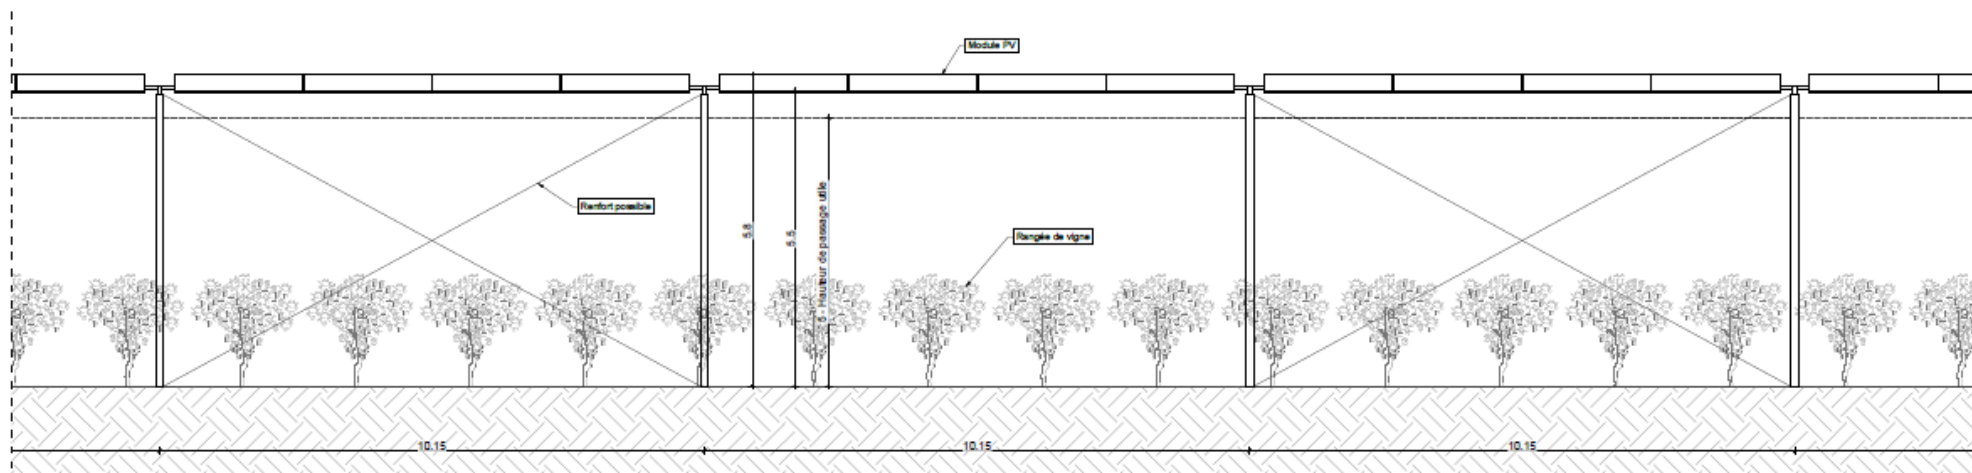 Module PV
Renfort possible
5.8
5.5
5 - Hauteur de passage utile
Rangée de vigne
10.15
10.15
10.15